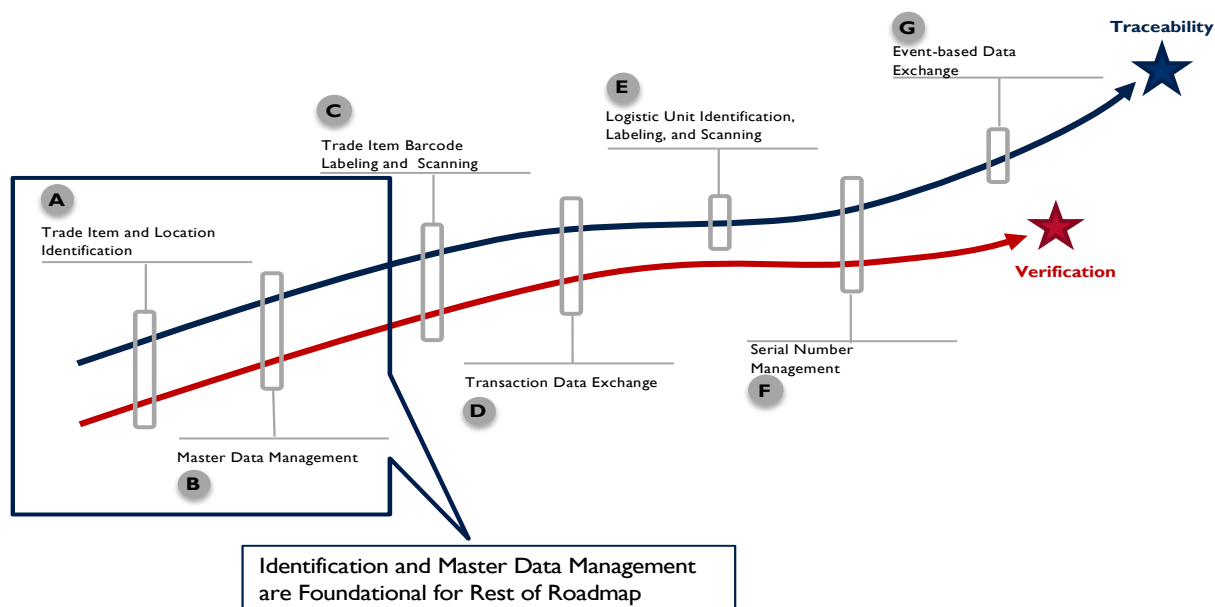 G
Traceability
Event-based Data
Exchange
E
Logistic Unit Identification,
Labeling, and Scanning
C
Trade Item Barcode
Labeling and Scanning
A
Trade Item and Location
Identification
Verification
Serial Number
Management
F
Transaction Data Exchange
D
Master Data Management
B
Identification and Master Data Management
are Foundational for Rest of Roadmap